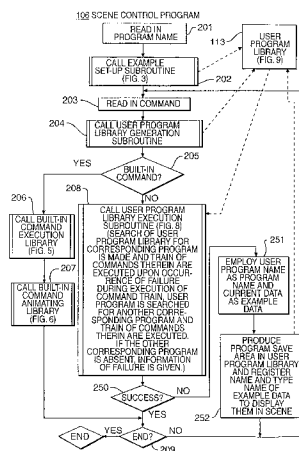 106 SCENE CONTROL PROGRAM
READ IN
PROGRAM NAME
201
CALL EXAMPLE
SET-UP SUBROUTINE
(FIG. 3)
202
113
USER
PROGRAM
LIBRARY
(FIG. 9)
203
READ IN COMMAND
204
CALL USER PROGRAM
LIBRARY GENERATION
SUBROUTINE
205
BUILT-IN
COMMAND?
YES
NO
206
CALL BUILT-IN
COMMAND
EXECUTION
LIBRARY (FIG. 5)
207
CALL BUILT-IN
COMMAND
ANIMATING
LIBRARY (FIG. 6)
208
CALL USER PROGRAM
LIBRARY EXECUTION
SUBROUTINE (FIG. 8)
(SEARCH OF USER
PROGRAM LIBRARY FOR
CORRESPONDING PROGRAM
IS MADE AND TRAIN OF
COMMANDS THEREIN ARE
EXECUTED UPON OCCUR-
RENCE OF FAILURE
DURING EXECUTION OF
COMMAND TRAIN, USER
PROGRAM IS SEARCHED
FOR ANOTHER CORRE-
SPONDING PROGRAM AND
TRAIN OF COMMANDS
THEREIN ARE EXECUTED.
IF THE OTHER
CORRESPONDING PROGRAM
IS ABSENT, INFORMATION
OF FAILURE IS GIVEN.)
250
SUCCESS?
NO
YES
251
EMPLOY USER
PROGRAM NAME
AS PROGRAM
NAME AND
CURRENT DATA
AS EXAMPLE
DATA
252
PRODUCE
PROGRAM SAVE
AREA IN USER
PROGRAM LIBRARY
AND REGISTER
NAME AND TYPE
NAME OF
EXAMPLE DATA
TO DISPLAY
THEM IN SCENE
END
YES
END?
NO
209